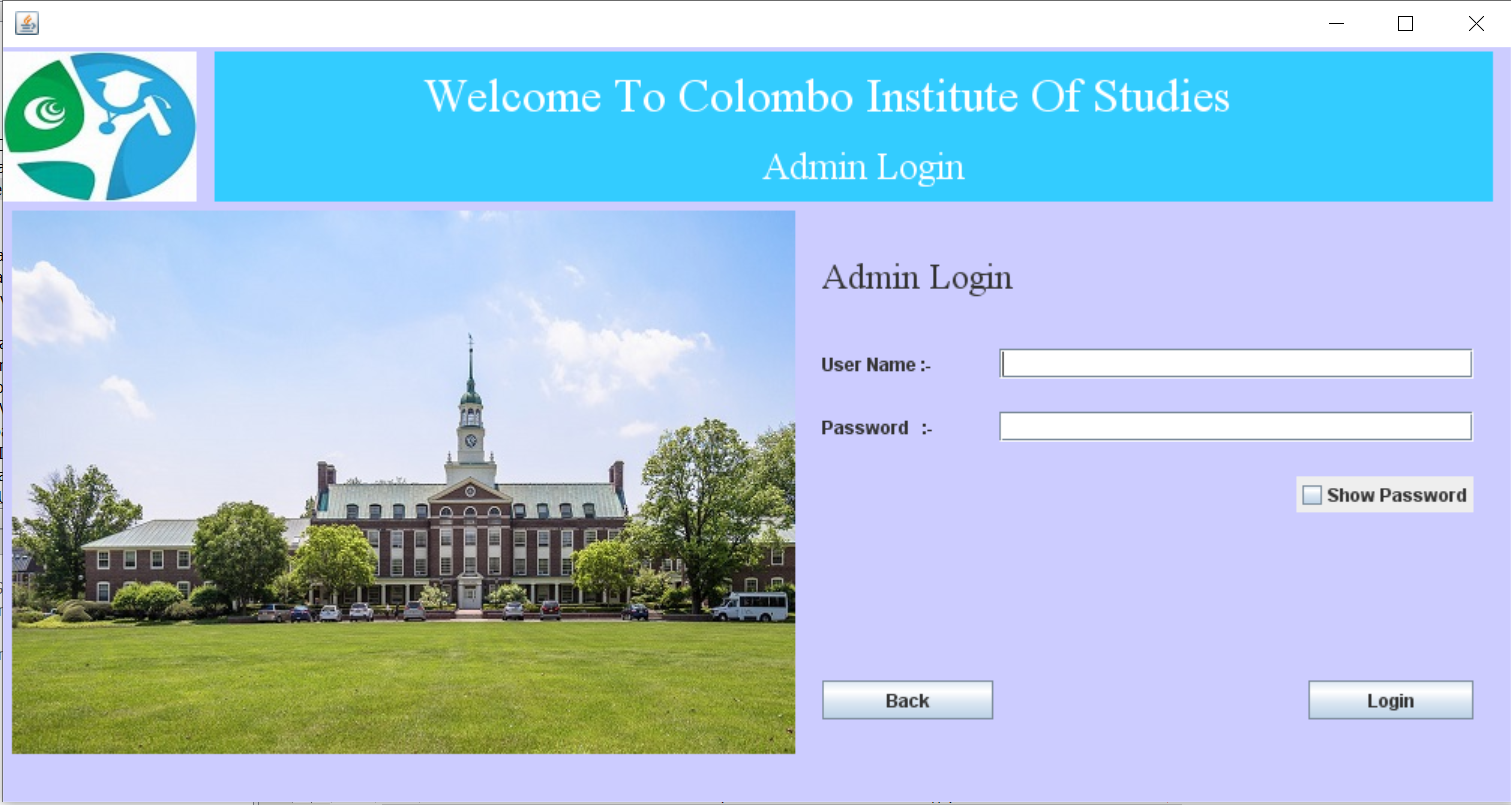 Welcome To Colombo Institute Of Studies
Admin Login
Admin Login
User Name :-
Password :-
Show Password
Back
Login